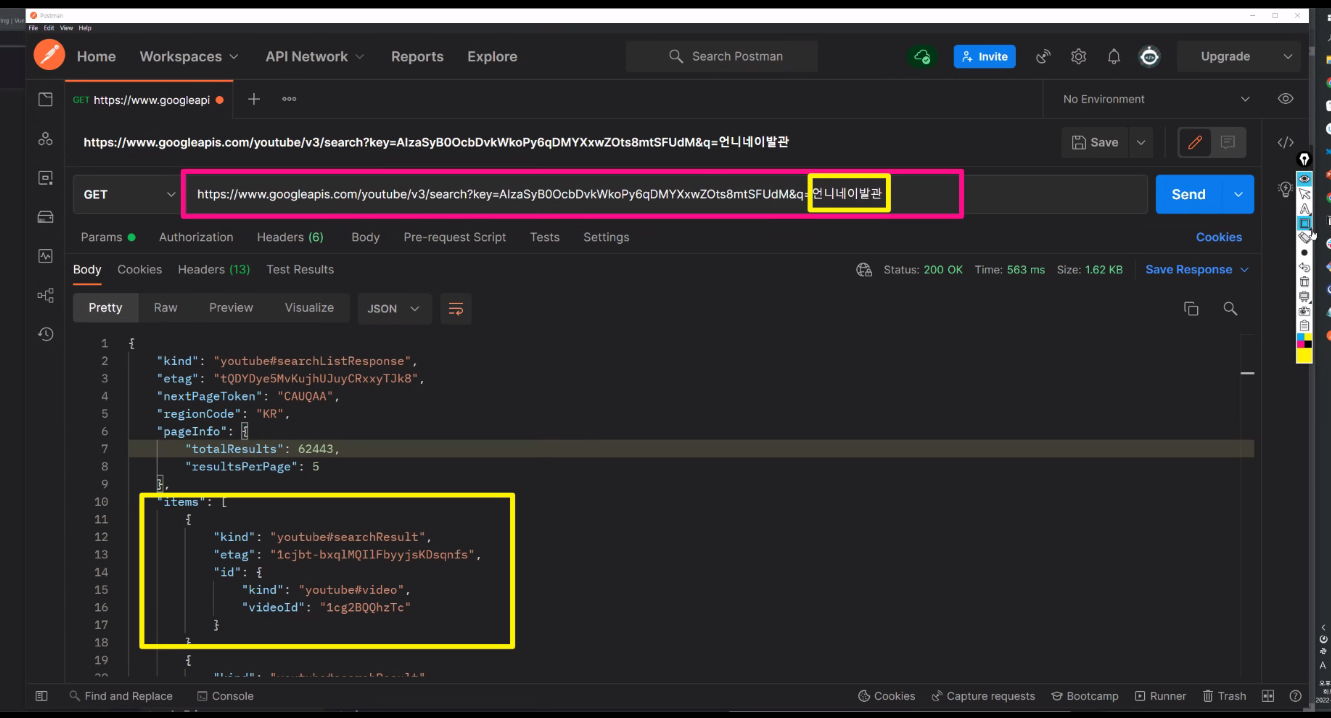 Postman
File Edit View Help
Home Workspaces API Network Reports Explore Search Postman Invite Upgrade
GET https://www.googleapi No Environment
https://www.googleapis.com/youtube/v3/search?key=AIzaSyB0OcbDvkWkoPy6qDMYXxwZOts8mtSFUdM&q=언니네이발관 Save
GET https://www.googleapis.com/youtube/v3/search?key=AIzaSyB0OcbDvkWkoPy6qDMYXxwZOts8mtSFUdM&q=언니네이발관 Send
Params Authorization Headers (6) Body Pre-request Script Tests Settings Cookies
Body Cookies Headers (13) Test Results Status: 200 OK Time: 563 ms Size: 1.62 KB Save Response
Pretty Raw Preview Visualize JSON
1 {
2 "kind": "youtube#searchListResponse",
3 "etag": "tQDYDye5MvKujhUJuyCRxxyTJk8",
4 "nextPageToken": "CAUQAA",
5 "regionCode": "KR",
6 "pageInfo": {
7 "totalResults": 62443,
8 "resultsPerPage": 5
9 },
10 "items": [
11 {
12 "kind": "youtube#searchResult",
13 "etag": "1cjbt-bxqlMQIlFbyyjsKDsqnfs",
14 "id": {
15 "kind": "youtube#video",
16 "videoId": "1cg2BQQhzTc"
17 }
18 }
19 {
Find and Replace Console Cookies Capture requests Bootcamp Runner Trash